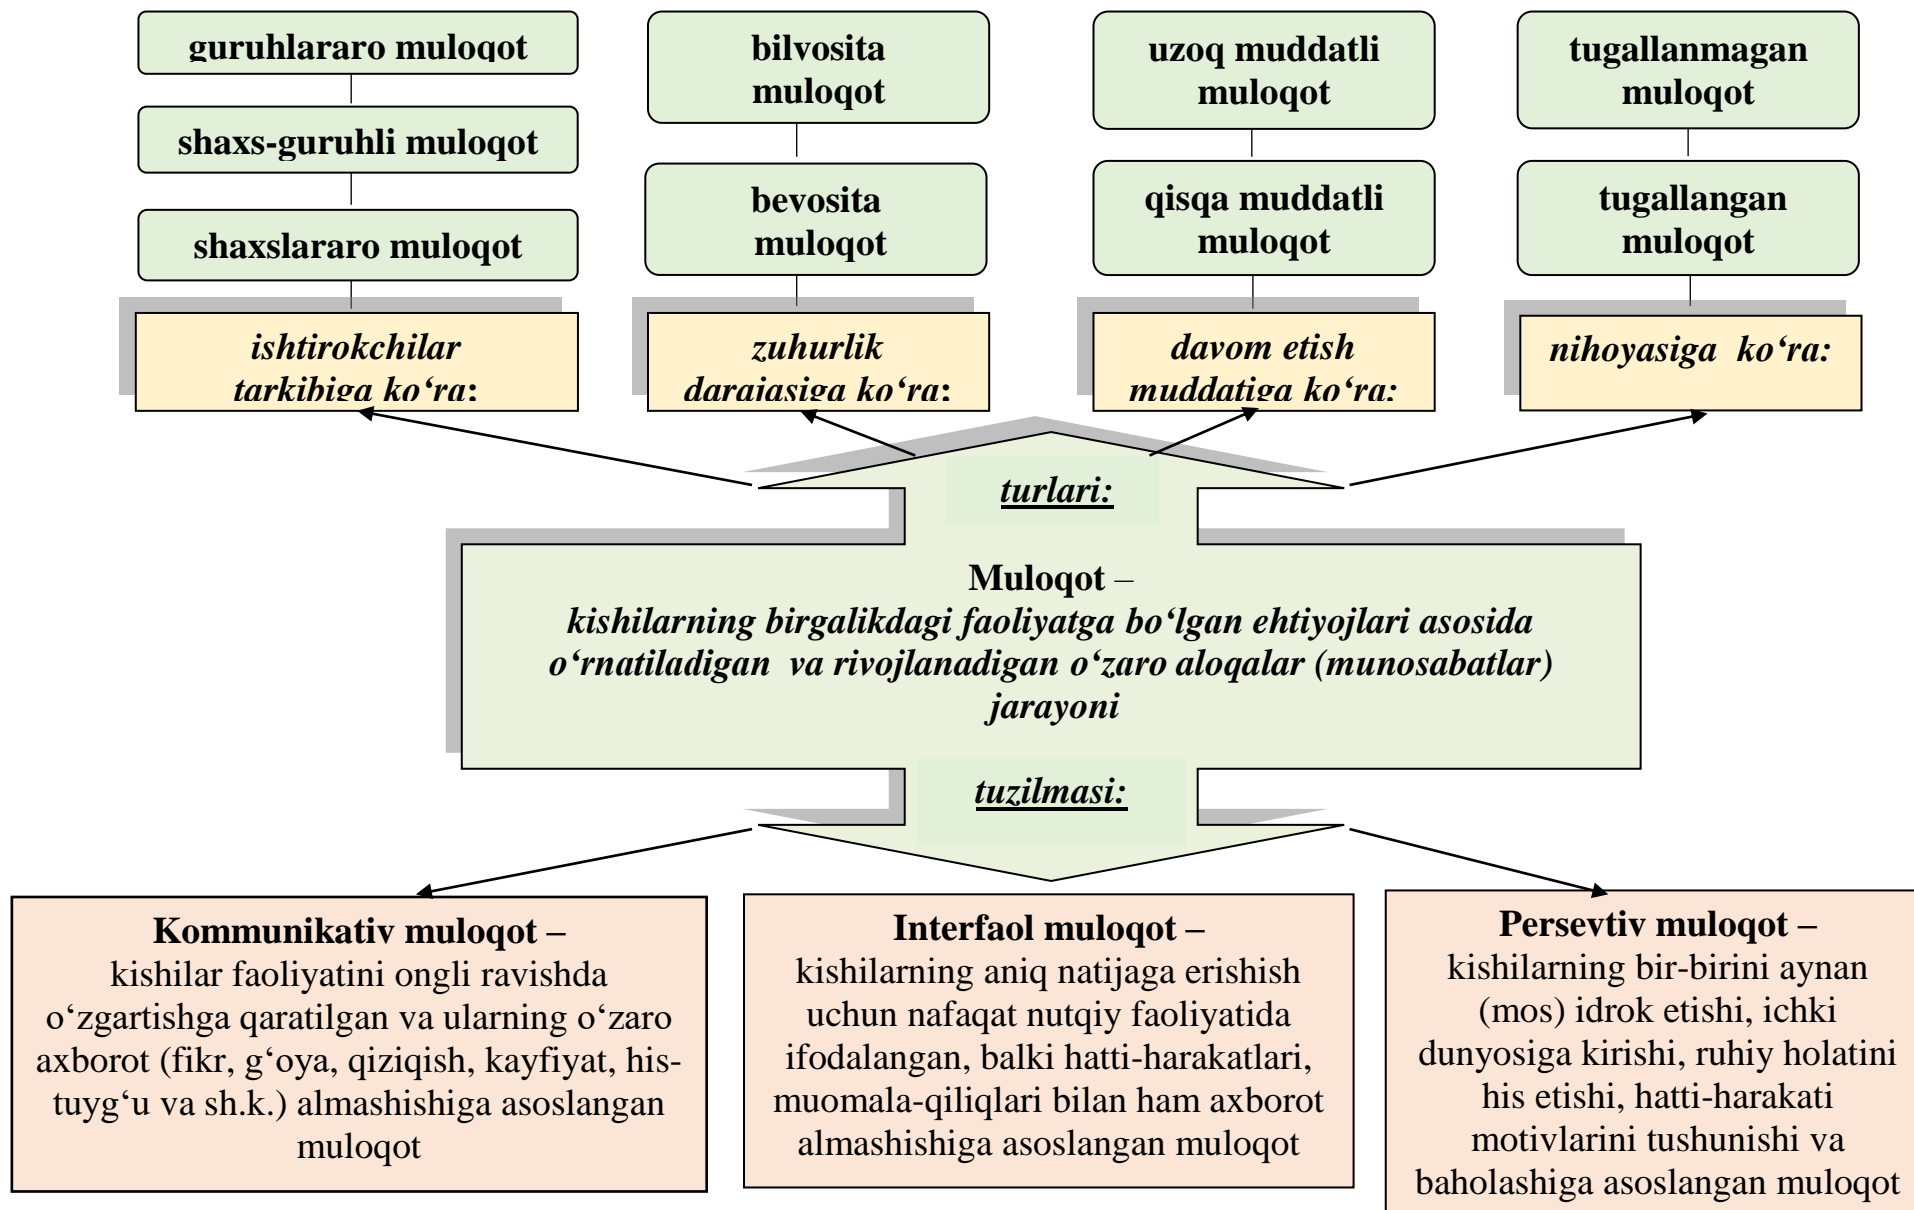 guruhlararo muloqot
shaxs-guruhli muloqot
shaxslararo muloqot
ishtirokchilar
tarkibiga ko‘ra:
bilvosita
muloqot
bevosita
muloqot
zuhurlik
darajasiga ko‘ra:
uzoq muddatli
muloqot
qisqa muddatli
muloqot
davom etish
muddatiga ko‘ra:
tugallanmagan
muloqot
tugallangan
muloqot
nihoyasiga ko‘ra:
turlari:
Muloqot –
kishilarning birgalikdagi faoliyatga bo‘lgan ehtiyojlari asosida
o‘rnatiladigan va rivojlanadigan o‘zaro aloqalar (munosabatlar)
jarayoni
tuzilmasi:
Kommunikativ muloqot –
kishilar faoliyatini ongli ravishda
o‘zgartishga qaratilgan va ularning o‘zaro
axborot (fikr, g‘oya, qiziqish, kayfiyat, his-
tuyg‘u va sh.k.) almashishiga asoslangan
muloqot
Interfaol muloqot –
kishilarning aniq natijaga erishish
uchun nafaqat nutqiy faoliyatida
ifodalangan, balki hatti-harakatlari,
muomala-qiliqlari bilan ham axborot
almashishiga asoslangan muloqot
Persevtiv muloqot –
kishilarning bir-birini aynan
(mos) idrok etishi, ichki
dunyosiga kirishi, ruhiy holatini
his etishi, hatti-harakati
motivlarini tushunishi va
baholashiga asoslangan muloqot